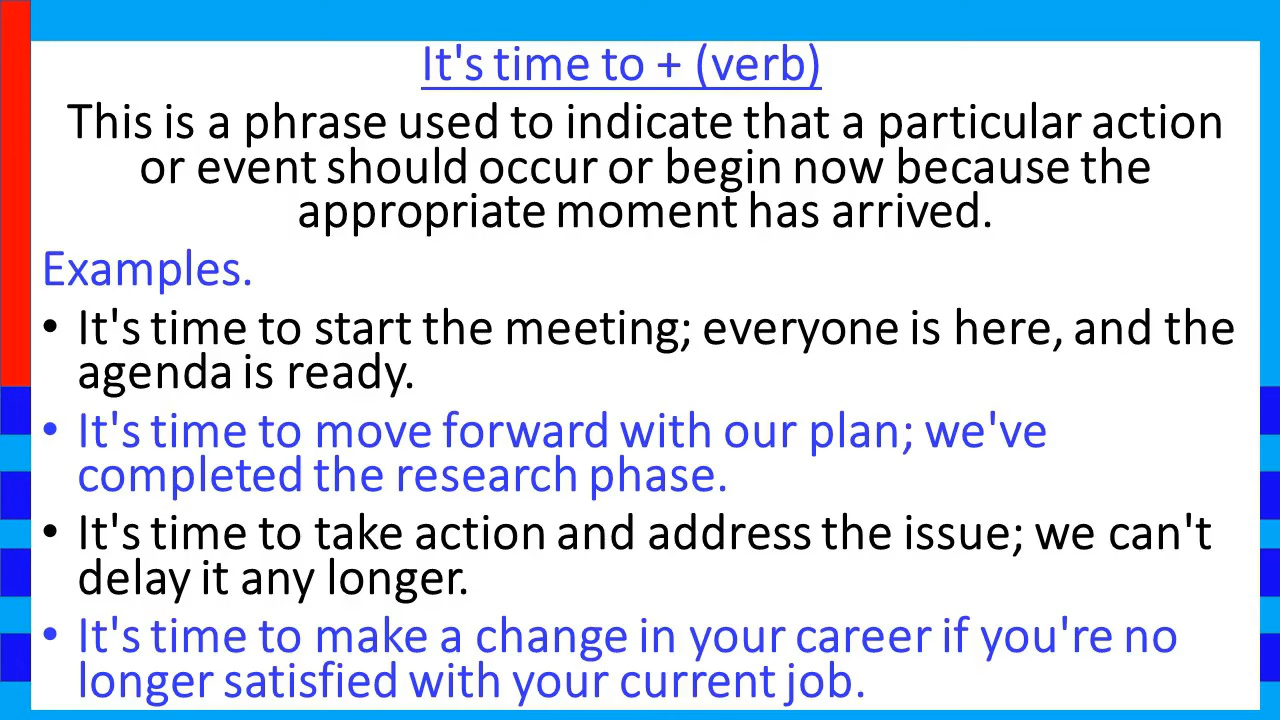 It's time to + (verb)
This is a phrase used to indicate that a particular action
or event should occur or begin now because the
appropriate moment has arrived.
Examples.
• It's time to start the meeting; everyone is here, and the
agenda is ready.
• It's time to move forward with our plan; we've
completed the research phase.
• It's time to take action and address the issue; we can't
delay it any longer.
• It's time to make a change in your career if you're no
longer satisfied with your current job.